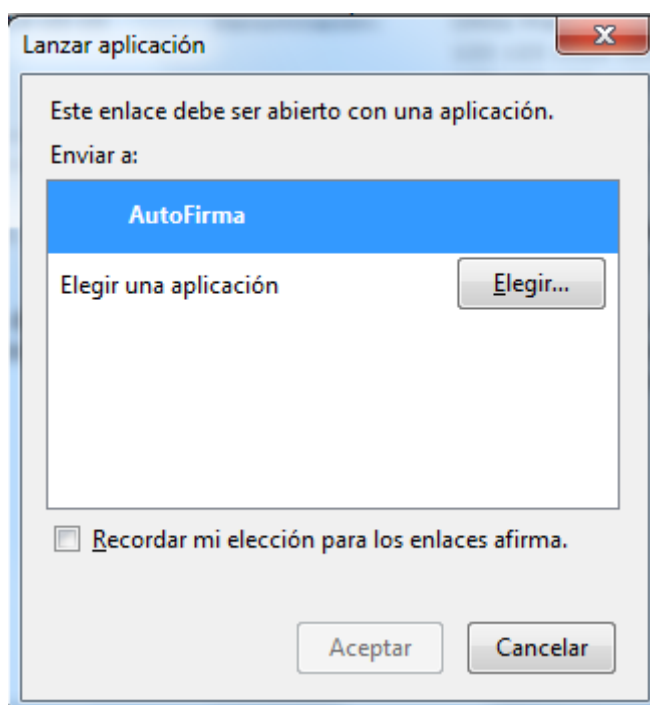 Lanzar aplicación
Este enlace debe ser abierto con una aplicación.
Enviar a:
AutoFirma
Elegir una aplicación Elegir...
Recordar mi elección para los enlaces afirma.
Aceptar Cancelar